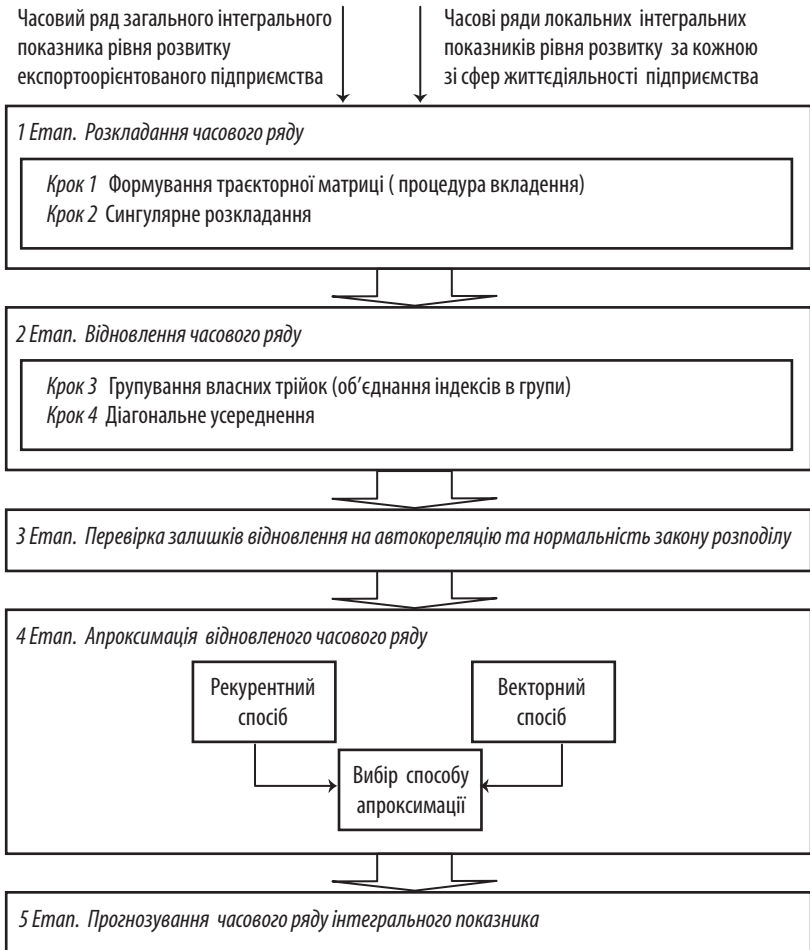 Часовий ряд загального інтегрального
показника рівня розвитку
експортоорієнтованого підприємства
Часові ряди локальних інтегральних
показників рівня розвитку за кожною
зі сфер життєдіяльності підприємства
1 Етап. Розкладання часового ряду
Крок 1 Формування траєкторної матриці ( процедура вкладення)
Крок 2 Сингулярне розкладання
2 Етап. Відновлення часового ряду
Крок 3 Групування власних трійок (об’єднання індексів в групи)
Крок 4 Діагональне усереднення
3 Етап. Перевірка залишків відновлення на автокореляцію та нормальність закону розподілу
4 Етап. Апроксимація відновленого часового ряду
Рекурентний
спосіб
Векторний
спосіб
Вибір способу
апроксимації
5 Етап. Прогнозування часового ряду інтегрального показника